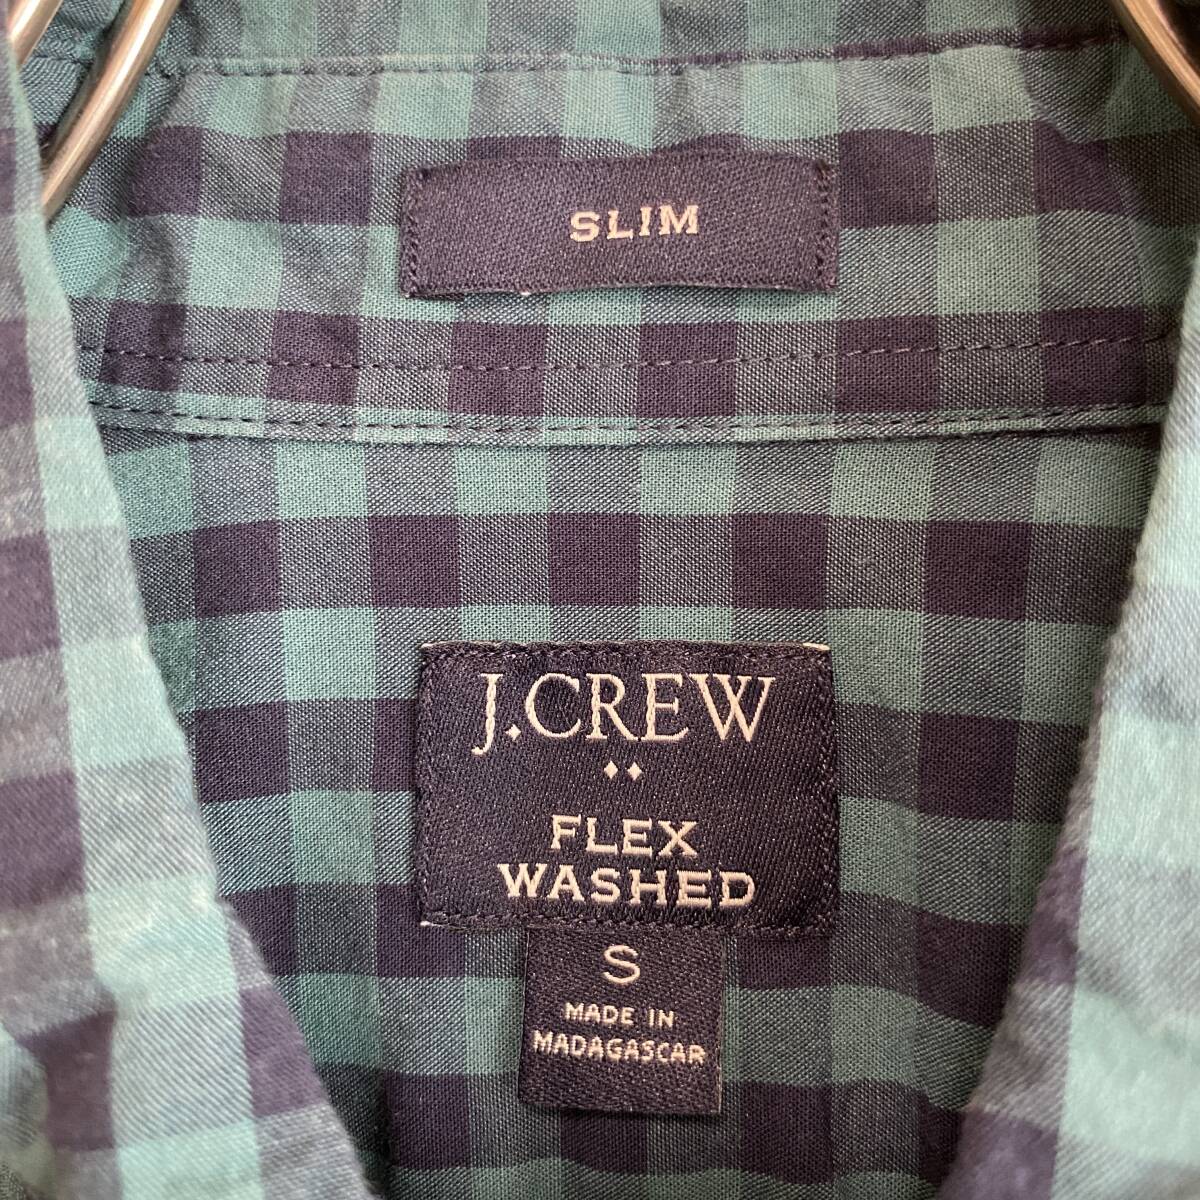 SLIM
J.CREW
FLEX
WASHED
S
MADE IN
MADAGASCAR